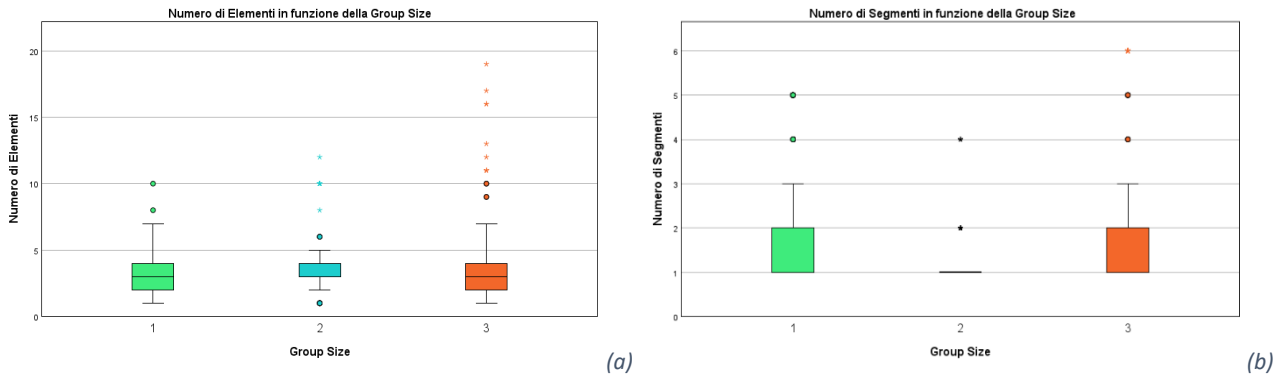 Numero di Elementi in funzione della Group Size
20
15
10
5
0
Numero di Elementi
1 2 3
Group Size
(a)
Numero di Segmenti in funzione della Group Size
6
5
4
3
2
1
0
Numero di Segmenti
1 2 3
Group Size
(b)